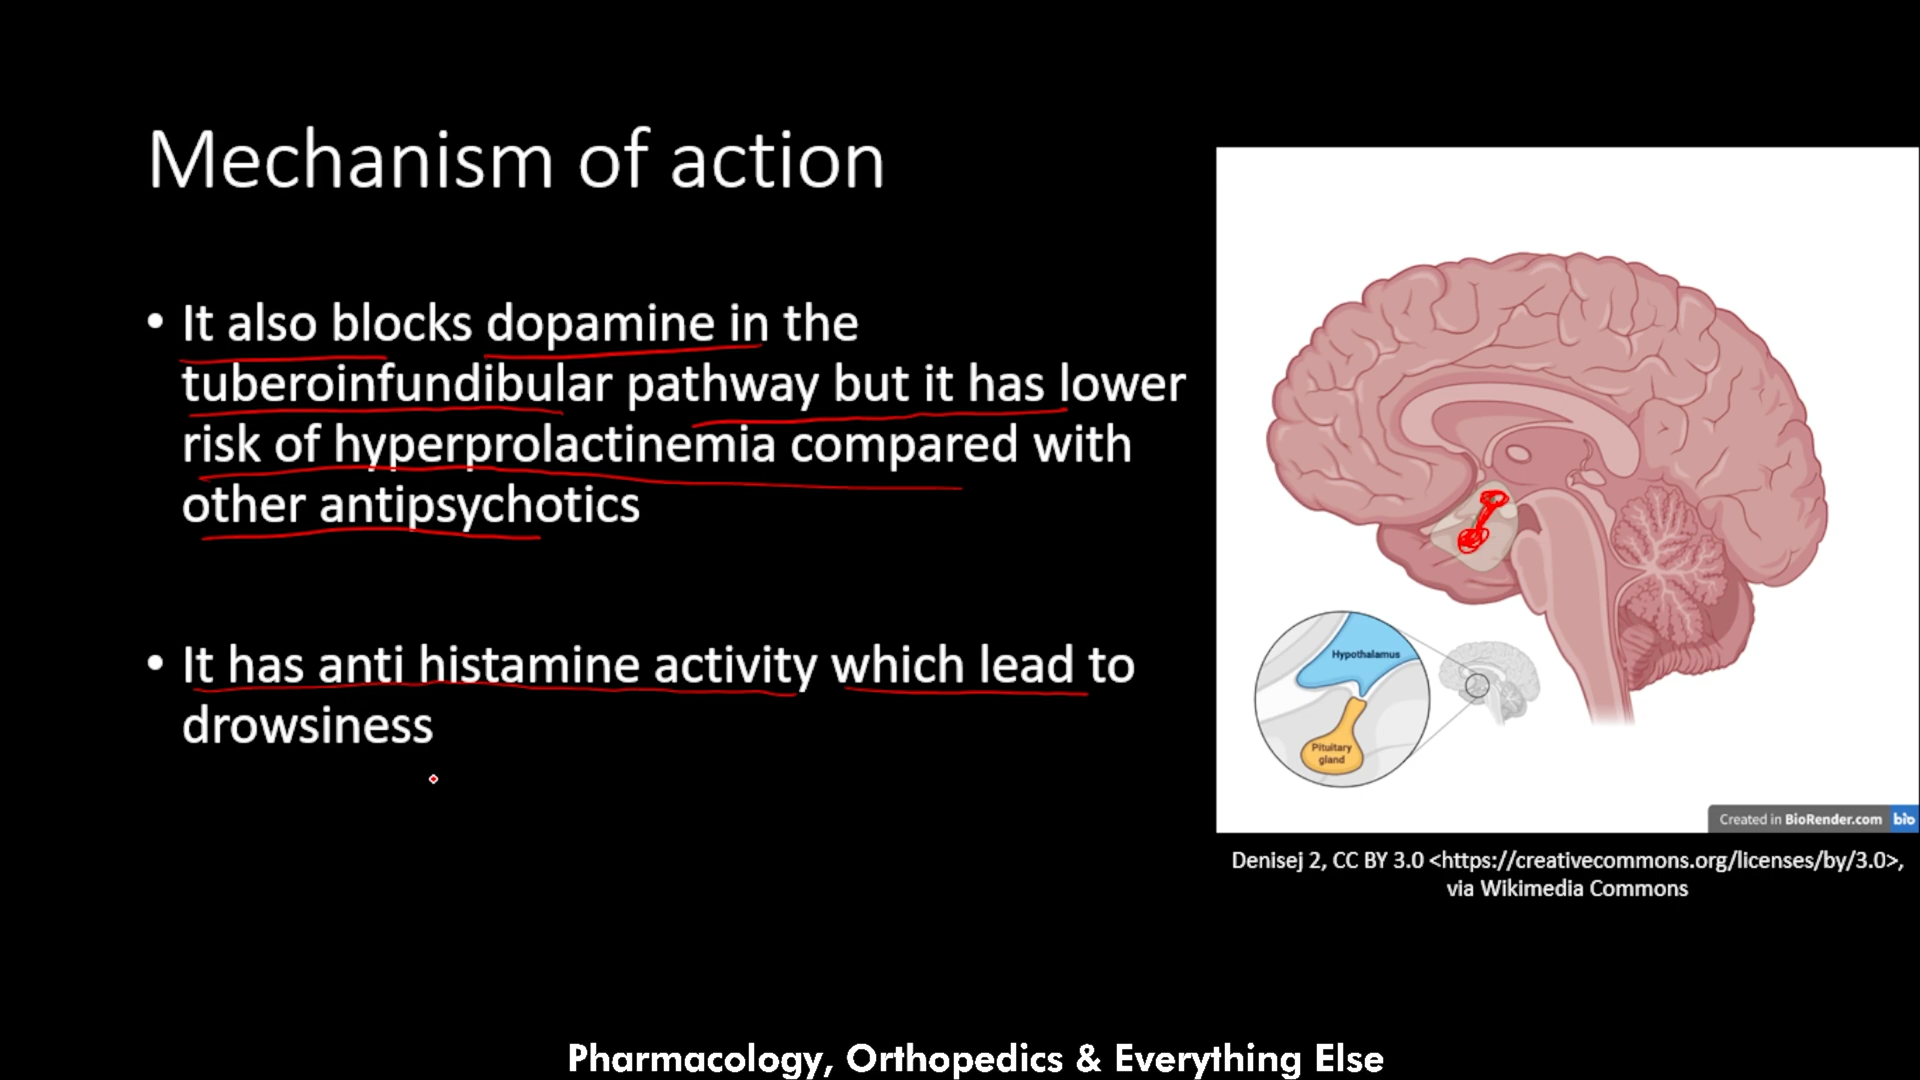 Mechanism of action
• It also blocks dopamine in the
tuberoinfundibular pathway but it has lower
risk of hyperprolactinemia compared with
other antipsychotics
• It has anti histamine activity which lead to
drowsiness
Hypothalamus
Pituitary
gland
Created in BioRender.com bio
Denisej 2, CC BY 3.0 <https://creativecommons.org/licenses/by/3.0>,
via Wikimedia Commons
Pharmacology, Orthopedics & Everything Else